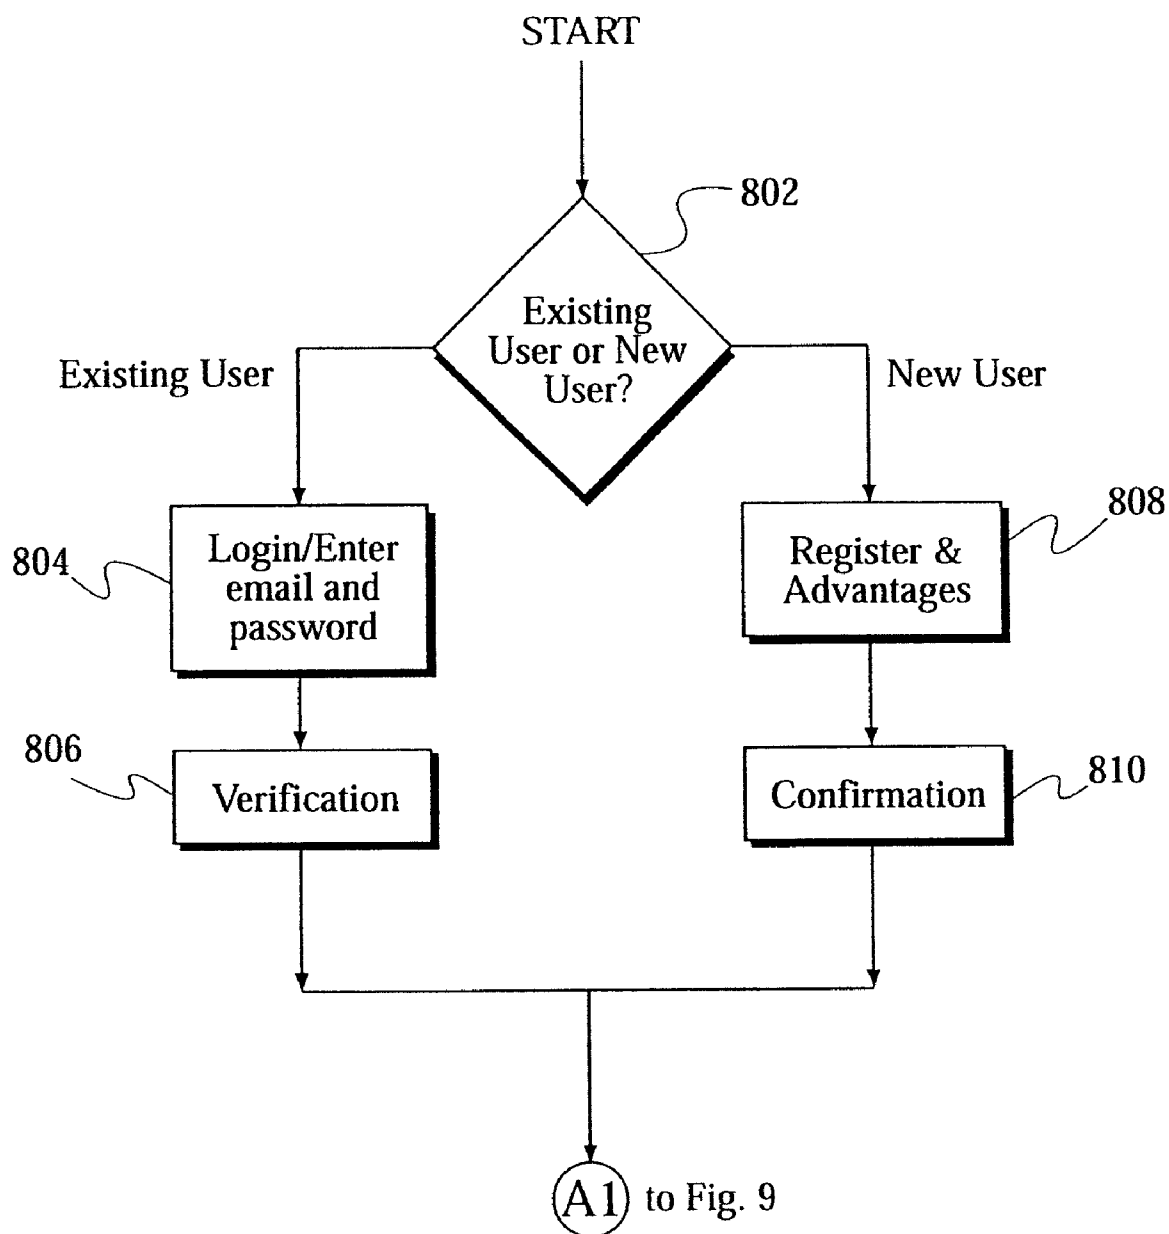 START
802
Existing
User or New
User?
Existing User
New User
804
Login/Enter
email and
password
808
Register &
Advantages
806
Verification
810
Confirmation
A1 to Fig. 9